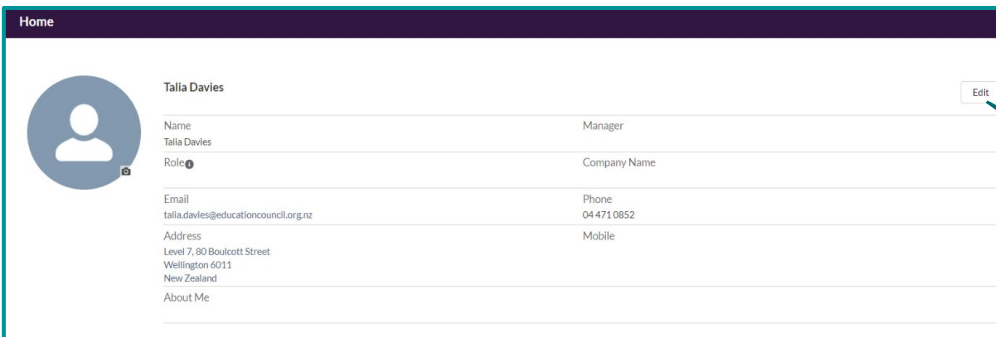 Home
Talia Davies
Edit
Name
Talia Davies
Manager
Role
Company Name
Email
talia.davies@educationcouncil.org.nz
Phone
04 471 0852
Address
Level 7, 80 Boulcott Street
Wellington 6011
New Zealand
Mobile
About Me